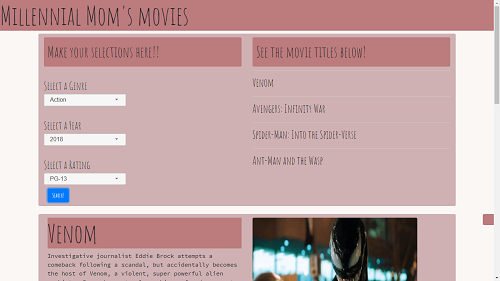 Millennial Mom's movies
Make your selections here!!
Select a Genre
Action
Select a Year
2018
Select a Rating
PG-13
Search!
See the movie titles below!
Venom
Avengers: Infinity War
Spider-Man: Into the Spider-Verse
Ant-Man and the Wasp
Venom
Investigative journalist Eddie Brock attempts a
comeback following a scandal, but accidentally becomes
the host of Venom, a violent, super powerful alien